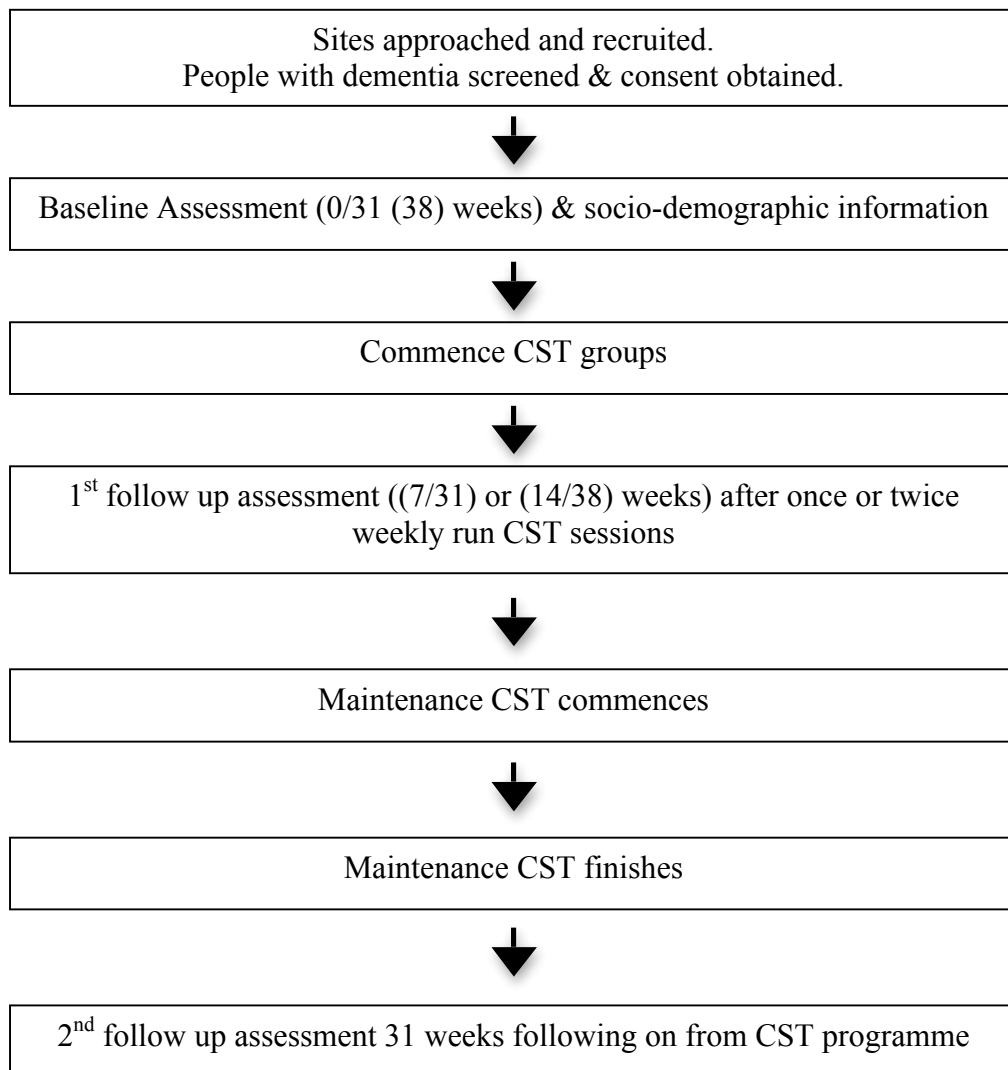 Sites approached and recruited.
People with dementia screened & consent obtained.
Baseline Assessment (0/31 (38) weeks) & socio-demographic information
Commence CST groups
1st follow up assessment ((7/31) or (14/38) weeks) after once or twice
weekly run CST sessions
Maintenance CST commences
Maintenance CST finishes
2nd follow up assessment 31 weeks following on from CST programme